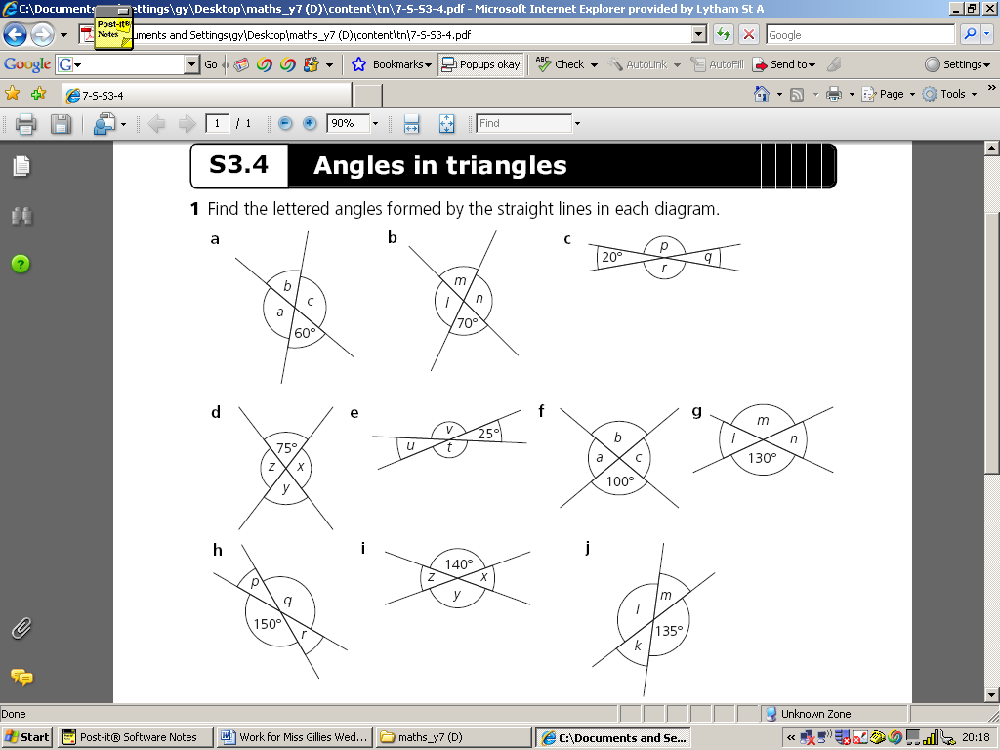 C:\Documents and Settings\gy\Desktop\maths_y7 (D)\content\tn\7-S-S3-4.pdf - Microsoft Internet Explorer provided by Lytham St A
Post-it®
Notes
uments and Settings\gy\Desktop\maths_y7 (D)\content\tn\7-S-S3-4.pdf Google
Google G Go Bookmarks Popups okay ABC Check AutoLink AutoFill Send to Settings
7-S-S3-4 Page Tools »
1 / 1 90% Find
S3.4 Angles in triangles
1 Find the lettered angles formed by the straight lines in each diagram.
a b c
b c a 60°
m n l 70°
20° p q r
d e f g
75° z x y
v 25° u t
b a c 100°
m l n 130°
h i j
p q 150° r
140° z x y
l m 135° k
Done Unknown Zone
Start Post-it® Software Notes Work for Miss Gillies Wed... maths_y7 (D) C:\Documents and Se... « 20:18